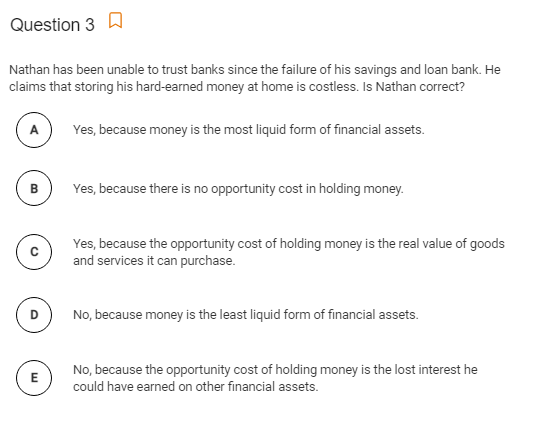 Question 3
Nathan has been unable to trust banks since the failure of his savings and loan bank. He
claims that storing his hard-earned money at home is costless. Is Nathan correct?
A Yes, because money is the most liquid form of financial assets.
B Yes, because there is no opportunity cost in holding money.
C Yes, because the opportunity cost of holding money is the real value of goods
and services it can purchase.
D No, because money is the least liquid form of financial assets.
E No, because the opportunity cost of holding money is the lost interest he
could have earned on other financial assets.